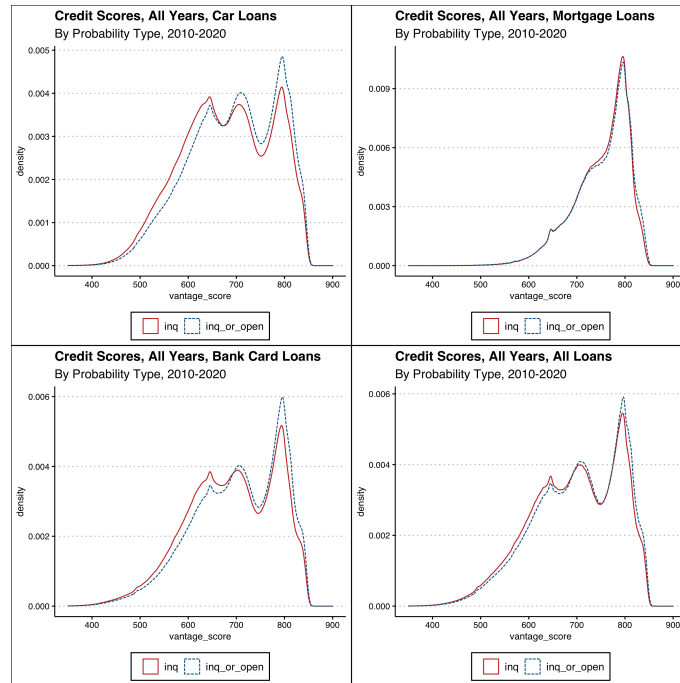 Credit Scores, All Years, Car Loans
By Probability Type, 2010-2020
0.005
0.004
0.003
0.002
0.001
0.000
density
400 500 600 700 800 900
vantage_score
inq inq_or_open
Credit Scores, All Years, Mortgage Loans
By Probability Type, 2010-2020
0.009
0.006
0.003
0.000
density
400 500 600 700 800 900
vantage_score
inq inq_or_open
Credit Scores, All Years, Bank Card Loans
By Probability Type, 2010-2020
0.006
0.004
0.002
0.000
density
400 500 600 700 800 900
vantage_score
inq inq_or_open
Credit Scores, All Years, All Loans
By Probability Type, 2010-2020
0.006
0.004
0.002
0.000
density
400 500 600 700 800 900
vantage_score
inq inq_or_open